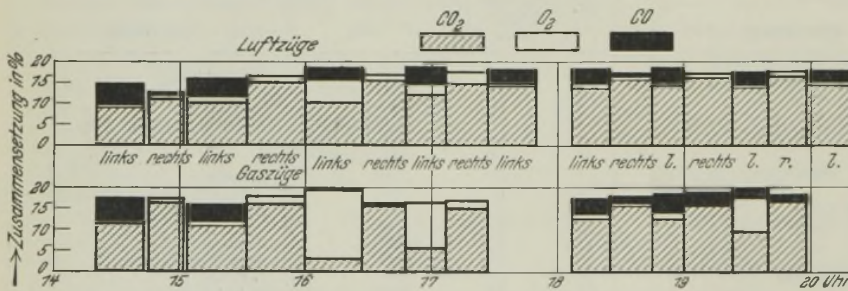 CO₂ O₂ CO
Luftzüge
Zusammensetzung in %
20
15
10
5
0
links rechts links rechts links rechts links rechts links links rechts l. rechts l. r. l.
Gaszüge
20
15
10
5
0
14 15 16 17 18 19 20 Uhr